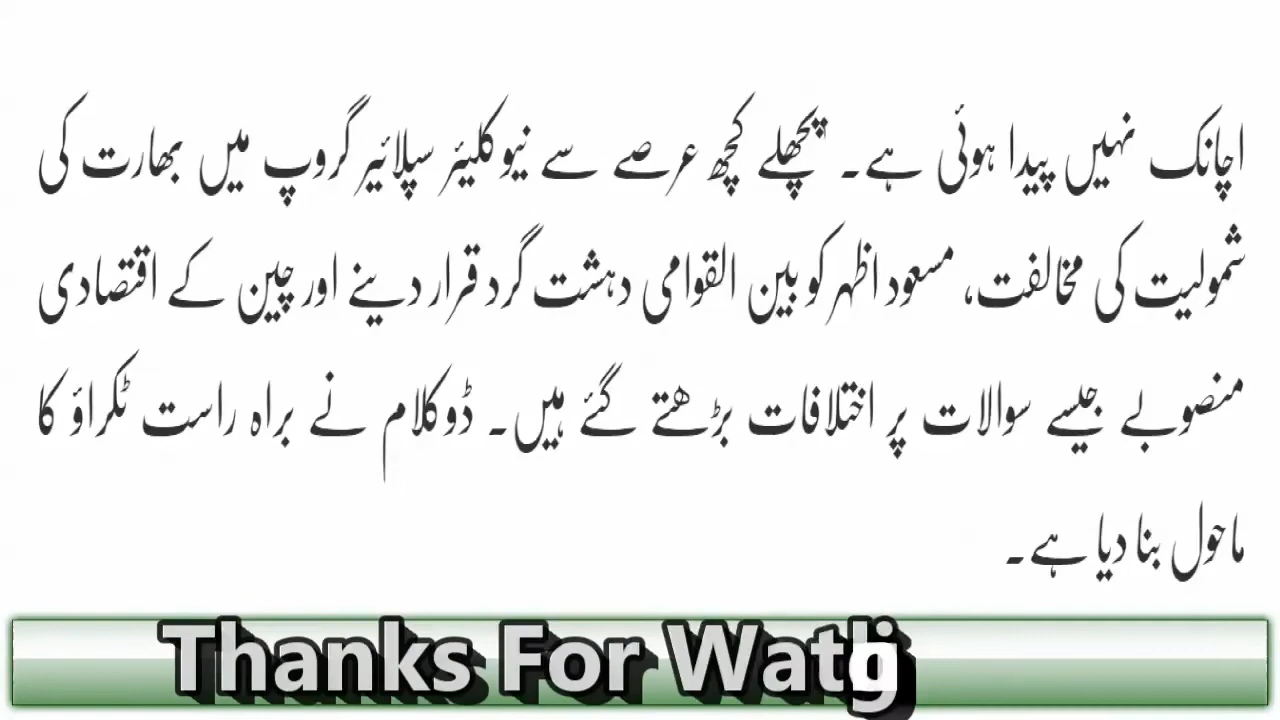 اچانک نہیں پیدا ہوئی ہے۔ پچھلے کچھ عرصے سے نیوکلیئر سپلائیر گروپ میں بھارت کی
شمولیت کی مخالفت، مسعود اظہر کو بین القوامی دہشت گرد قرار دینے اور چین کے اقتصادی
منصوبے جیسے سوالات پر اختلافات بڑھتے گئے ہیں۔ ڈوکلام نے براہ راست ٹکراؤ کا
ماحول بنا دیا ہے۔
Thanks For